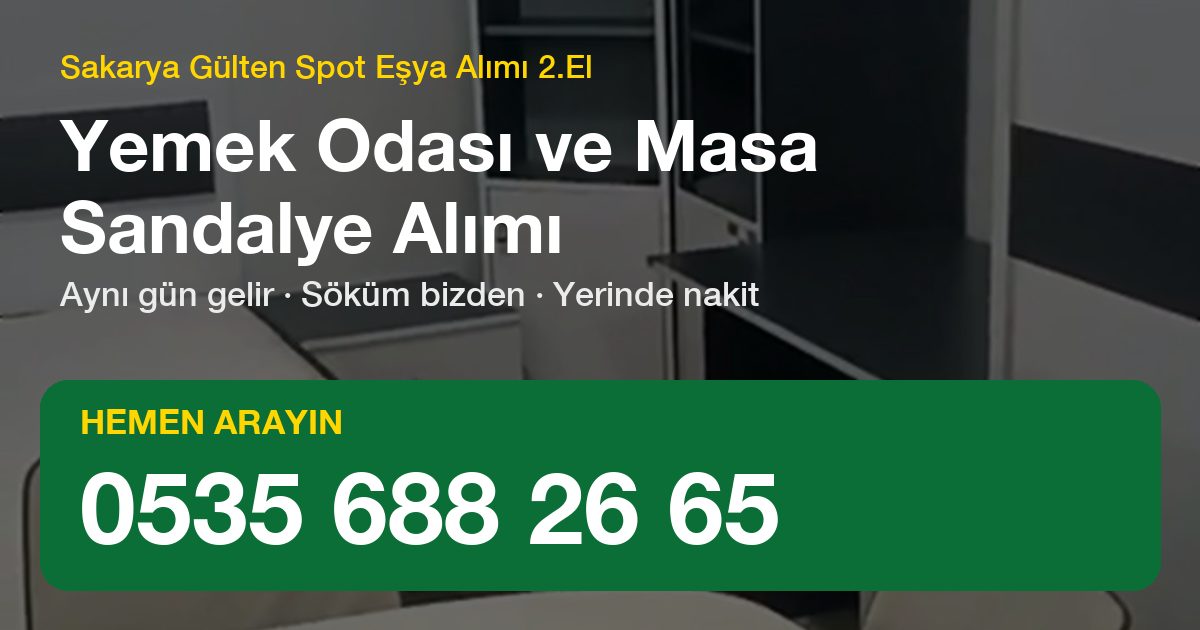 Sakarya Gülten Spot Eşya Alımı 2.El
Yemek Odası ve Masa
Sandalye Alımı
Aynı gün gelir · Söküm bizden · Yerinde nakit
HEMEN ARAYIN
0535 688 26 65